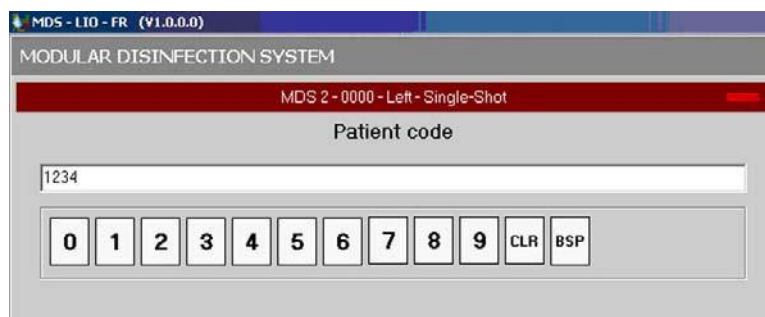 MDS - LIO - FR (V1.0.0.0)
MODULAR DISINFECTION SYSTEM
MDS 2 - 0000 - Left - Single-Shot
Patient code
1234
0 1 2 3 4 5 6 7 8 9 CLR BSP